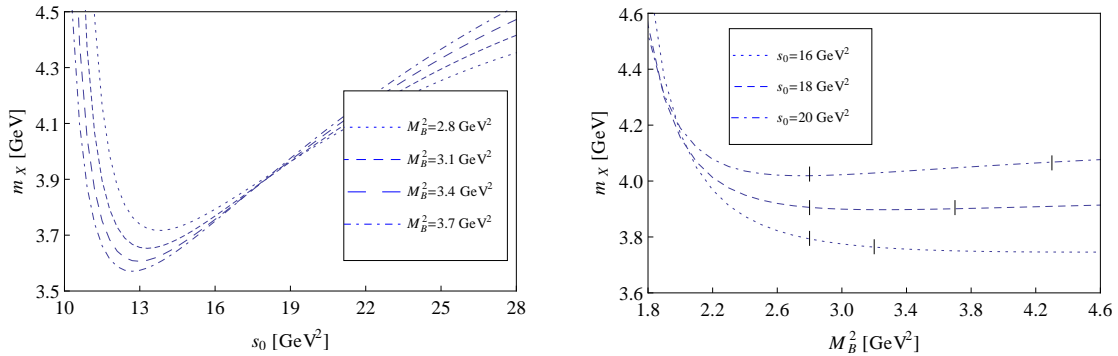 4.5
4.3
4.1
3.9
3.7
3.5
m_X [GeV]
10 13 16 19 22 25 28
s_0 [GeV^2]
M_B^2=2.8 GeV^2
M_B^2=3.1 GeV^2
M_B^2=3.4 GeV^2
M_B^2=3.7 GeV^2
4.6
4.4
4.2
4.0
3.8
3.6
m_X [GeV]
1.8 2.2 2.6 3.0 3.4 3.8 4.2 4.6
M_B^2 [GeV^2]
s_0=16 GeV^2
s_0=18 GeV^2
s_0=20 GeV^2